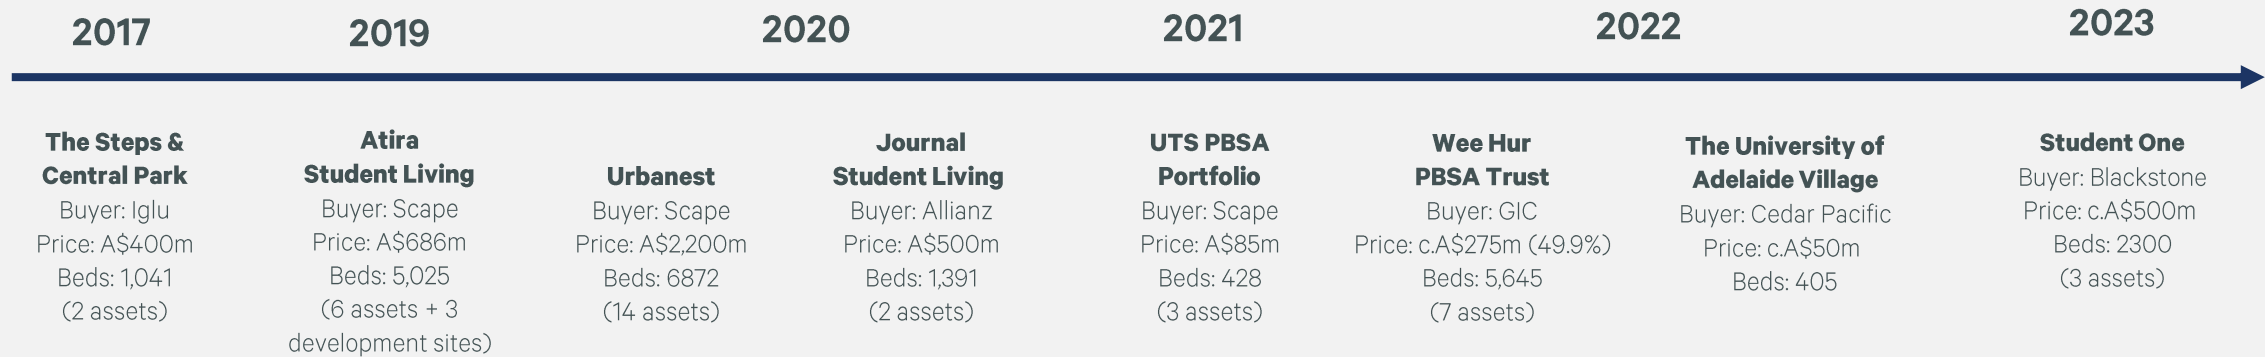 2017
2019
2020
2021
2022
2023
The Steps &
Central Park
Buyer: Iglu
Price: A$400m
Beds: 1,041
(2 assets)
Atira
Student Living
Buyer: Scape
Price: A$686m
Beds: 5,025
(6 assets + 3
development sites)
Urbanest
Buyer: Scape
Price: A$2,200m
Beds: 6872
(14 assets)
Journal
Student Living
Buyer: Allianz
Price: A$500m
Beds: 1,391
(2 assets)
UTS PBSA
Portfolio
Buyer: Scape
Price: A$85m
Beds: 428
(3 assets)
Wee Hur
PBSA Trust
Buyer: GIC
Price: c.A$275m (49.9%)
Beds: 5,645
(7 assets)
The University of
Adelaide Village
Buyer: Cedar Pacific
Price: c.A$50m
Beds: 405
Student One
Buyer: Blackstone
Price: c.A$500m
Beds: 2300
(3 assets)